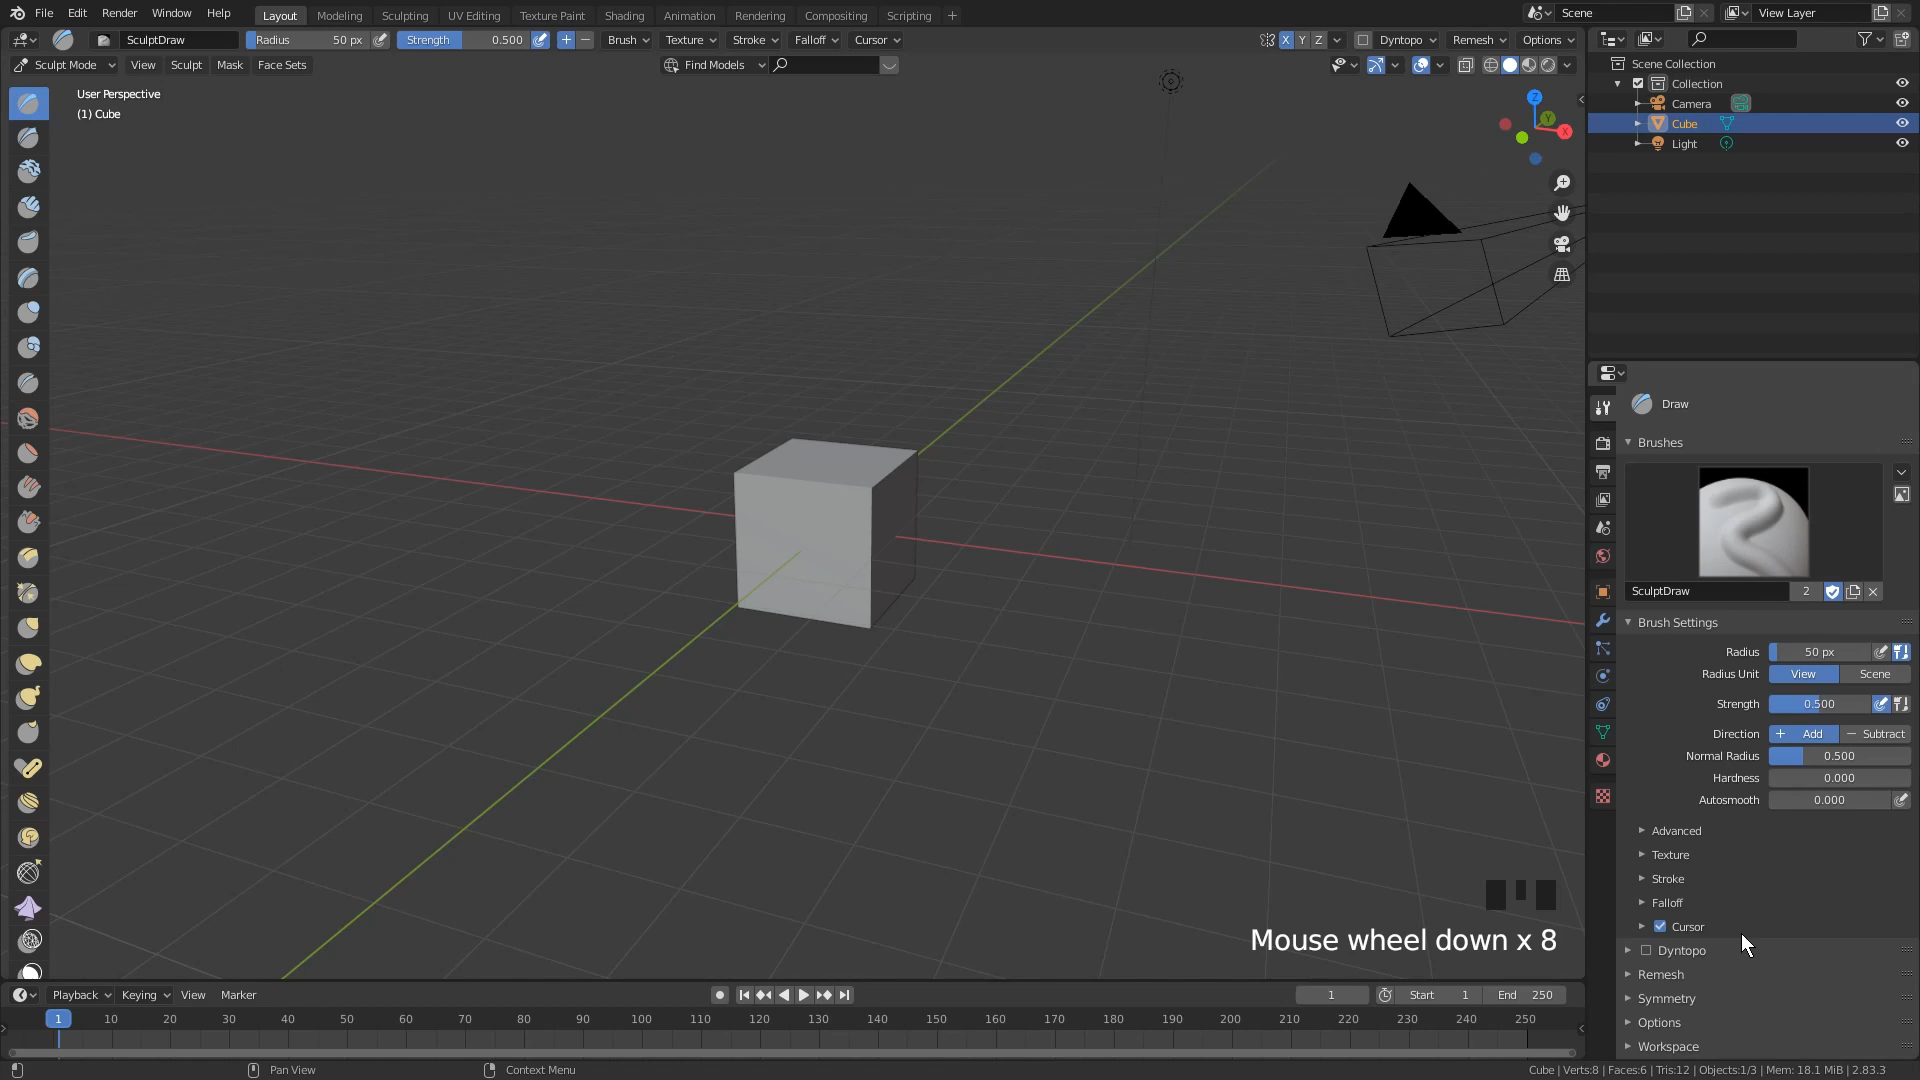 File Edit Render Window Help Layout Modeling Sculpting UV Editing Texture Paint Shading Animation Rendering Compositing Scripting + Scene View Layer
SculptDraw Radius 50 px Strength 0.500 + − Brush Texture Stroke Falloff Cursor X Y Z Dyntopo Remesh Options
Sculpt Mode View Sculpt Mask Face Sets Find Models
User Perspective
(1) Cube
Z
Y
X
Scene Collection
Collection
Camera
Cube
Light
Draw
Brushes
SculptDraw 2
Brush Settings
Radius 50 px
Radius Unit View Scene
Strength 0.500
Direction + Add − Subtract
Normal Radius 0.500
Hardness 0.000
Autosmooth 0.000
Advanced
Texture
Stroke
Falloff
Cursor
Dyntopo
Remesh
Symmetry
Options
Workspace
Mouse wheel down x 8
Playback Keying View Marker 1 Start 1 End 250
1 10 20 30 40 50 60 70 80 90 100 110 120 130 140 150 160 170 180 190 200 210 220 230 240 250
Pan View Context Menu Cube | Verts:8 | Faces:6 | Tris:12 | Objects:1/3 | Mem: 18.1 MiB | 2.83.3